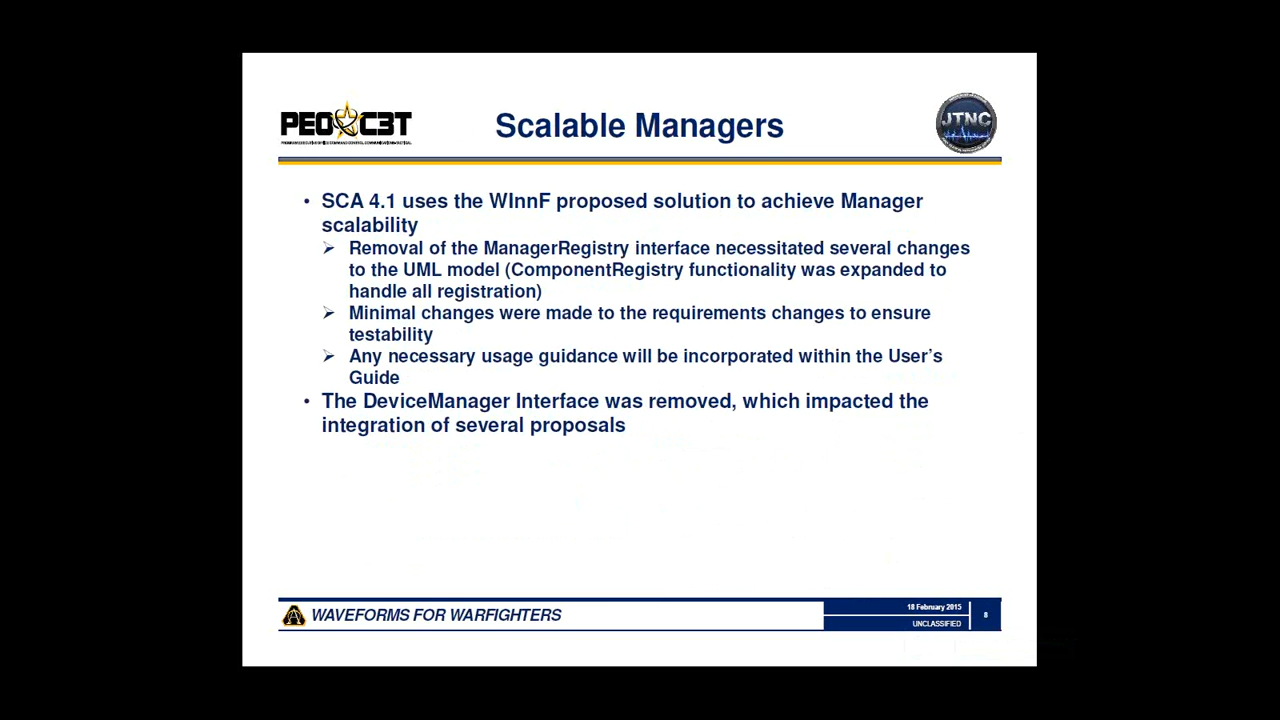 PEO C3T
Scalable Managers
JTNC
• SCA 4.1 uses the WInnF proposed solution to achieve Manager
scalability
➢ Removal of the ManagerRegistry interface necessitated several changes
to the UML model (ComponentRegistry functionality was expanded to
handle all registration)
➢ Minimal changes were made to the requirements changes to ensure
testability
➢ Any necessary usage guidance will be incorporated within the User’s
Guide
• The DeviceManager Interface was removed, which impacted the
integration of several proposals
WAVEFORMS FOR WARFIGHTERS
18 February 2015
UNCLASSIFIED
8